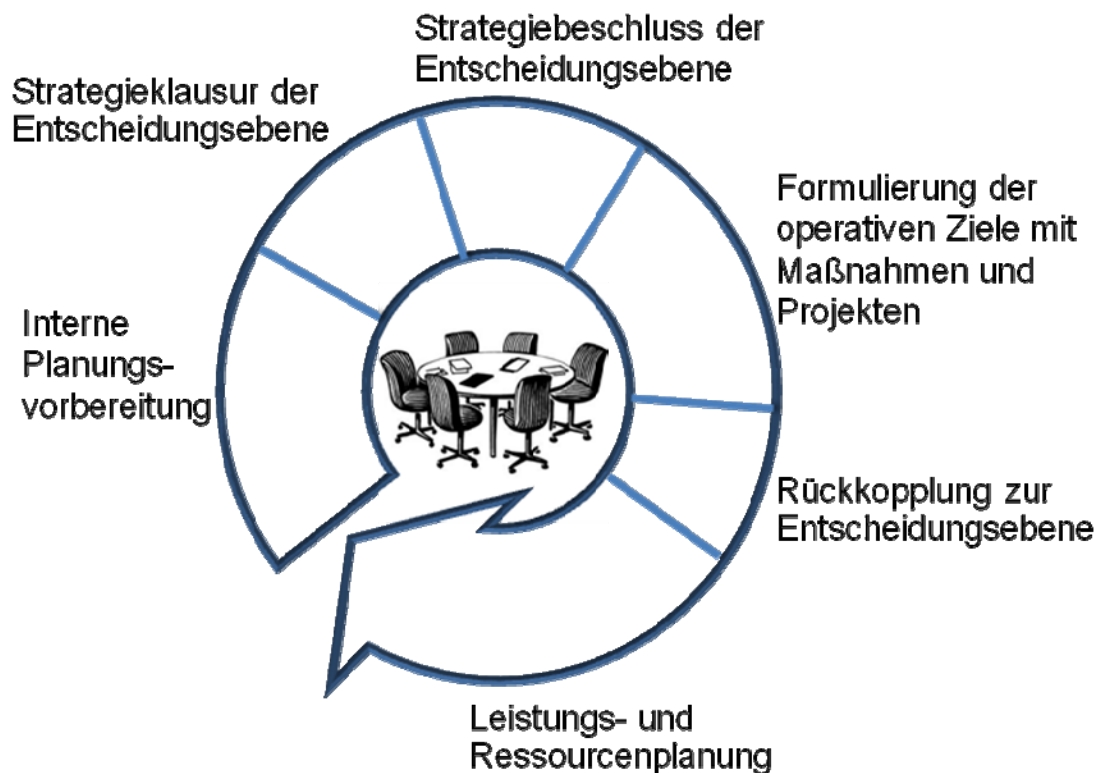 Strategiebeschluss der
Entscheidungsebene
Strategieklausur der
Entscheidungsebene
Formulierung der
operativen Ziele mit
Maßnahmen und
Projekten
Interne
Planungs-
vorbereitung
Rückkopplung zur
Entscheidungsebene
Leistungs- und
Ressourcenplanung